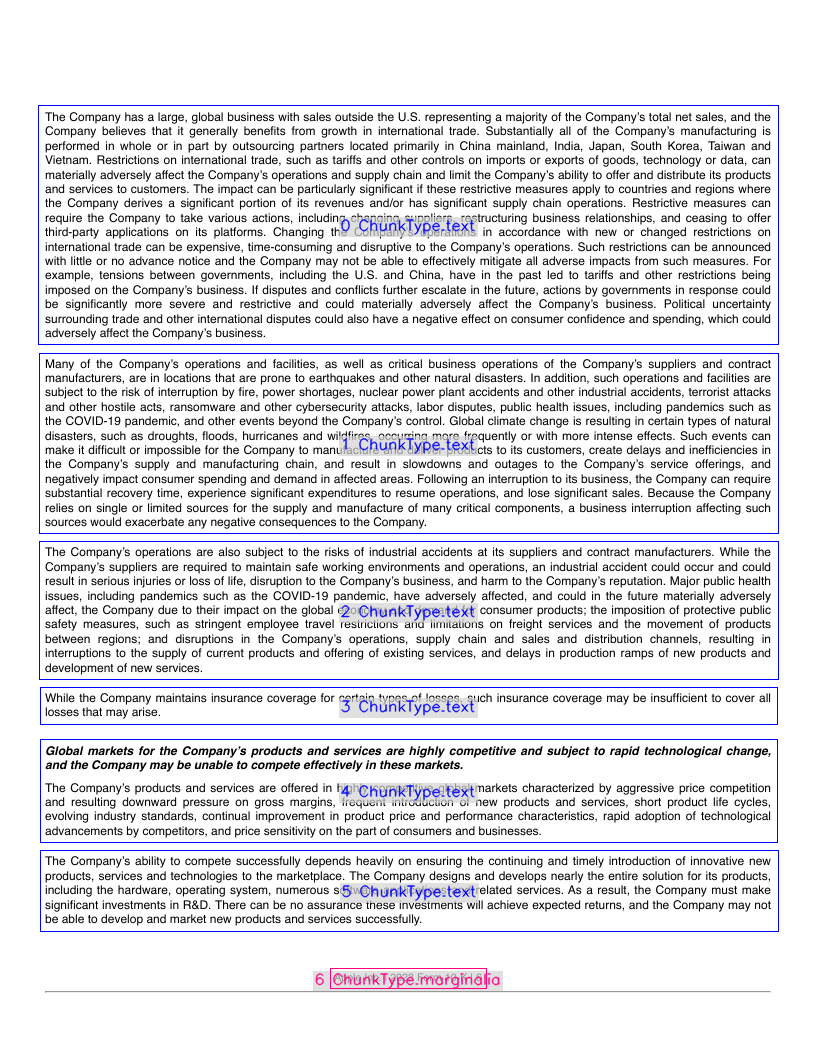 The Company has a large, global business with sales outside the U.S. representing a majority of the Company's total net sales, and the
Company believes that it generally benefits from growth in international trade. Substantially all of the Company's manufacturing is
performed in whole or in part by outsourcing partners located primarily in China mainland, India, Japan, South Korea, Taiwan and
Vietnam. Restrictions on international trade, such as tariffs and other controls on imports or exports of goods, technology or data, can
materially adversely affect the Company's operations and supply chain and limit the Company's ability to offer and distribute its products
and services to customers. The impact can be particularly significant if these restrictive measures apply to countries and regions where
the Company derives a significant portion of its revenues and/or has significant supply chain operations. Restrictive measures can
require the Company to take various actions, including changing suppliers, restructuring business relationships, and ceasing to offer
0 ChunkType.text
third-party applications on its platforms. Changing the Company's operations in accordance with new or changed restrictions on
international trade can be expensive, time-consuming and disruptive to the Company's operations. Such restrictions can be announced
with little or no advance notice and the Company may not be able to effectively mitigate all adverse impacts from such measures. For
example, tensions between governments, including the U.S. and China, have in the past led to tariffs and other restrictions being
imposed on the Company's business. If disputes and conflicts further escalate in the future, actions by governments in response could
be significantly more severe and restrictive and could materially adversely affect the Company's business. Political uncertainty
surrounding trade and other international disputes could also have a negative effect on consumer confidence and spending, which could
adversely affect the Company's business.
Many of the Company's operations and facilities, as well as critical business operations of the Company's suppliers and contract
manufacturers, are in locations that are prone to earthquakes and other natural disasters. In addition, such operations and facilities are
subject to the risk of interruption by fire, power shortages, nuclear power plant accidents and other industrial accidents, terrorist attacks
and other hostile acts, ransomware and other cybersecurity attacks, labor disputes, public health issues, including pandemics such as
the COVID-19 pandemic, and other events beyond the Company's control. Global climate change is resulting in certain types of natural
disasters, such as droughts, floods, hurricanes and wildfires, occurring more frequently or with more intense effects. Such events can
1 ChunkType.text
make it difficult or impossible for the Company to manufacture and deliver products to its customers, create delays and inefficiencies in
the Company's supply and manufacturing chain, and result in slowdowns and outages to the Company's service offerings, and
negatively impact consumer spending and demand in affected areas. Following an interruption to its business, the Company can require
substantial recovery time, experience significant expenditures to resume operations, and lose significant sales. Because the Company
relies on single or limited sources for the supply and manufacture of many critical components, a business interruption affecting such
sources would exacerbate any negative consequences to the Company.
The Company's operations are also subject to the risks of industrial accidents at its suppliers and contract manufacturers. While the
Company's suppliers are required to maintain safe working environments and operations, an industrial accident could occur and could
result in serious injuries or loss of life, disruption to the Company's business, and harm to the Company's reputation. Major public health
issues, including pandemics such as the COVID-19 pandemic, have adversely affected, and could in the future materially adversely
affect, the Company due to their impact on the global consumer products; the imposition of protective public
2 ChunkType.text
safety measures, such as stringent employee travel restrictions and limitations on freight services and the movement of products
between regions; and disruptions in the Company's operations, supply chain and sales and distribution channels, resulting in
interruptions to the supply of current products and offering of existing services, and delays in production ramps of new products and
development of new services.
While the Company maintains insurance coverage for certain types of losses, such insurance coverage may be insufficient to cover all
3 ChunkType.text
losses that may arise.
Global markets for the Company's products and services are highly competitive and subject to rapid technological change,
and the Company may be unable to compete effectively in these markets.
The Company's products and services are offered in highly competitive global markets characterized by aggressive price competition
4 ChunkType.text
and resulting downward pressure on gross margins, frequent introduction of new products and services, short product life cycles,
evolving industry standards, continual improvement in product price and performance characteristics, rapid adoption of technological
advancements by competitors, and price sensitivity on the part of consumers and businesses.
The Company's ability to compete successfully depends heavily on ensuring the continuing and timely introduction of innovative new
products, services and technologies to the marketplace. The Company designs and develops nearly the entire solution for its products,
including the hardware, operating system, numerous related services. As a result, the Company must make
5 ChunkType.text
significant investments in R&D. There can be no assurance these investments will achieve expected returns, and the Company may not
be able to develop and market new products and services successfully.
6 ChunkType.marginalia